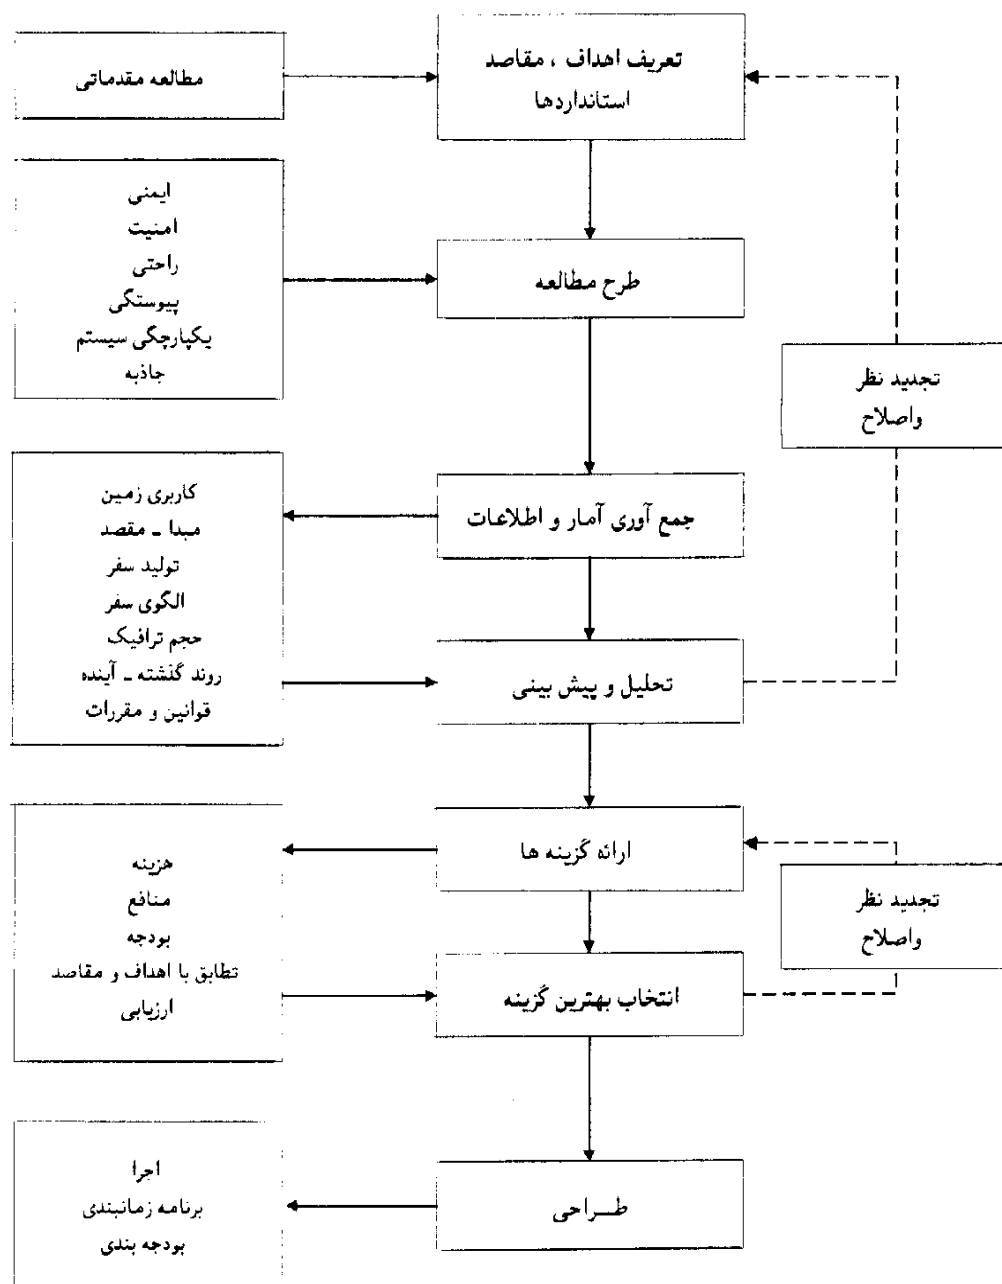 مطالعه مقدماتی
تعریف اهداف ، مقاصد
استانداردها
ایمنی
امنیت
راحتی
پیوستگی
یکپارچگی سیستم
جاذبه
طرح مطالعه
تجدید نظر
واصلاح
کاربری زمین
مبدا ـ مقصد
تولید سفر
الگوی سفر
حجم ترافیک
روند گذشته ـ آینده
قوانین و مقررات
جمع آوری آمار و اطلاعات
تحلیل و پیش بینی
هزینه
منافع
بودجه
تطابق با اهداف و مقاصد
ارزیابی
ارائه گزینه ها
تجدید نظر
واصلاح
انتخاب بهترین گزینه
اجرا
برنامه زمانبندی
بودجه بندی
طـــراحی